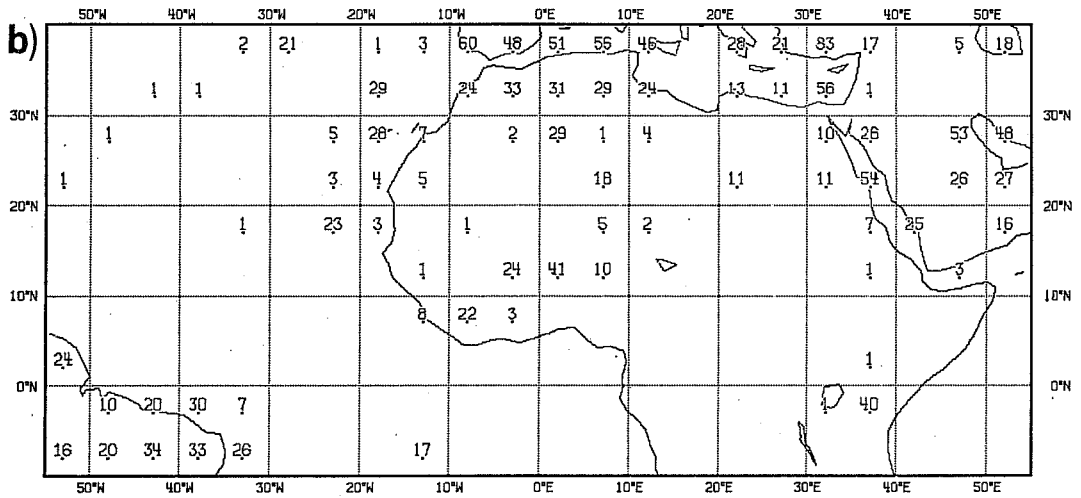 50°W 40°W 30°W 20°W 10°W 0°E 10°E 20°E 30°E 40°E 50°E
b) 2 21 1 3 60 48 51 55 46 28 21 83 17 5 18
1 1 29 24 33 31 29 24 13 11 56 1
30°N 30°N
1 5 28 7 2 29 1 4 10 26 53 48
1 3 4 5 18 11 11 54 26 27
20°N 20°N
1 23 3 1 5 2 7 25 16
1 24 41 10 1 3
10°N 10°N
8 22 3
24 1
0°N 0°N
10 20 30 7 1 40
16 20 34 33 26 17
50°W 40°W 30°W 20°W 10°W 0°E 10°E 20°E 30°E 40°E 50°E